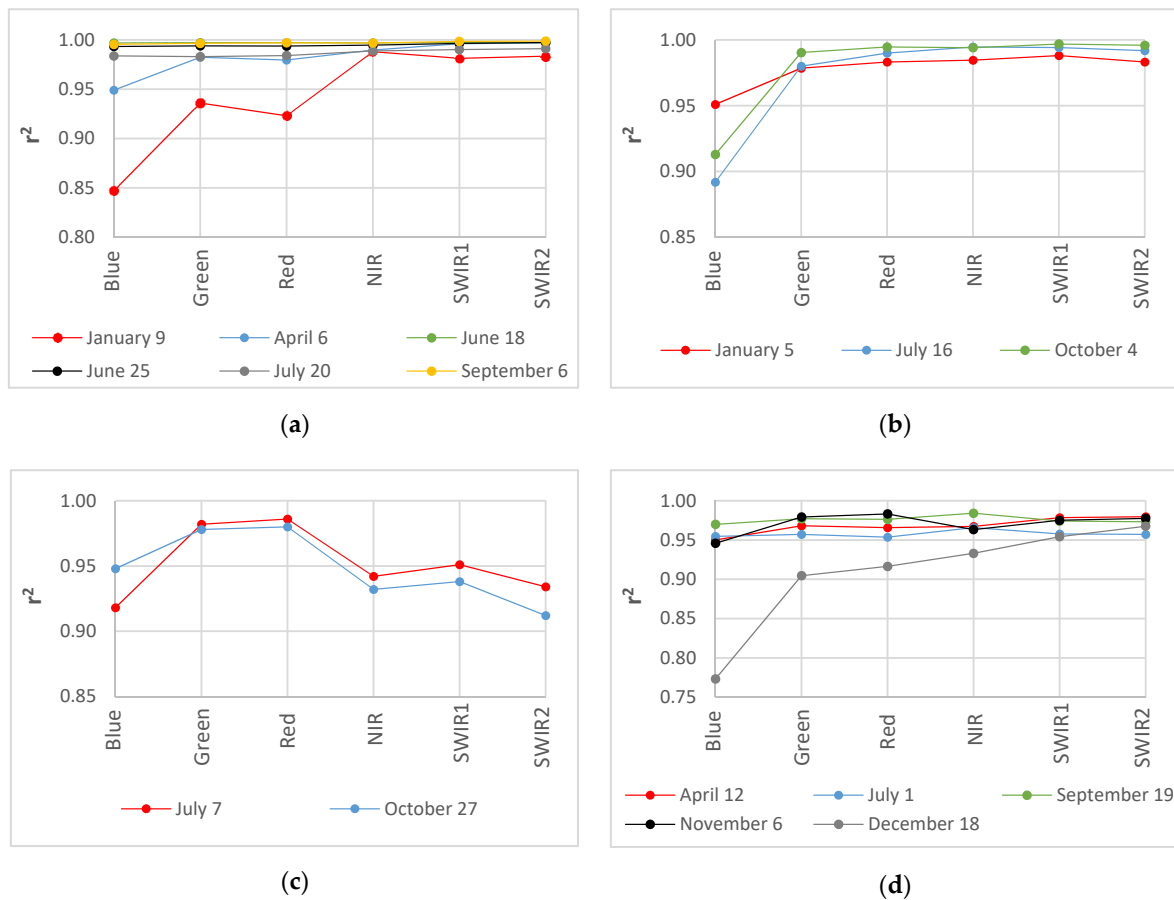 1.00
0.95
0.90
0.85
0.80
r²
Blue
Green
Red
NIR
SWIR1
SWIR2
January 9
April 6
June 18
June 25
July 20
September 6
(a)
1.00
0.95
0.90
0.85
r²
Blue
Green
Red
NIR
SWIR1
SWIR2
January 5
July 16
October 4
(b)
1.00
0.95
0.90
0.85
r²
Blue
Green
Red
NIR
SWIR1
SWIR2
July 7
October 27
(c)
1.00
0.95
0.90
0.85
0.80
0.75
r²
Blue
Green
Red
NIR
SWIR1
SWIR2
April 12
July 1
September 19
November 6
December 18
(d)